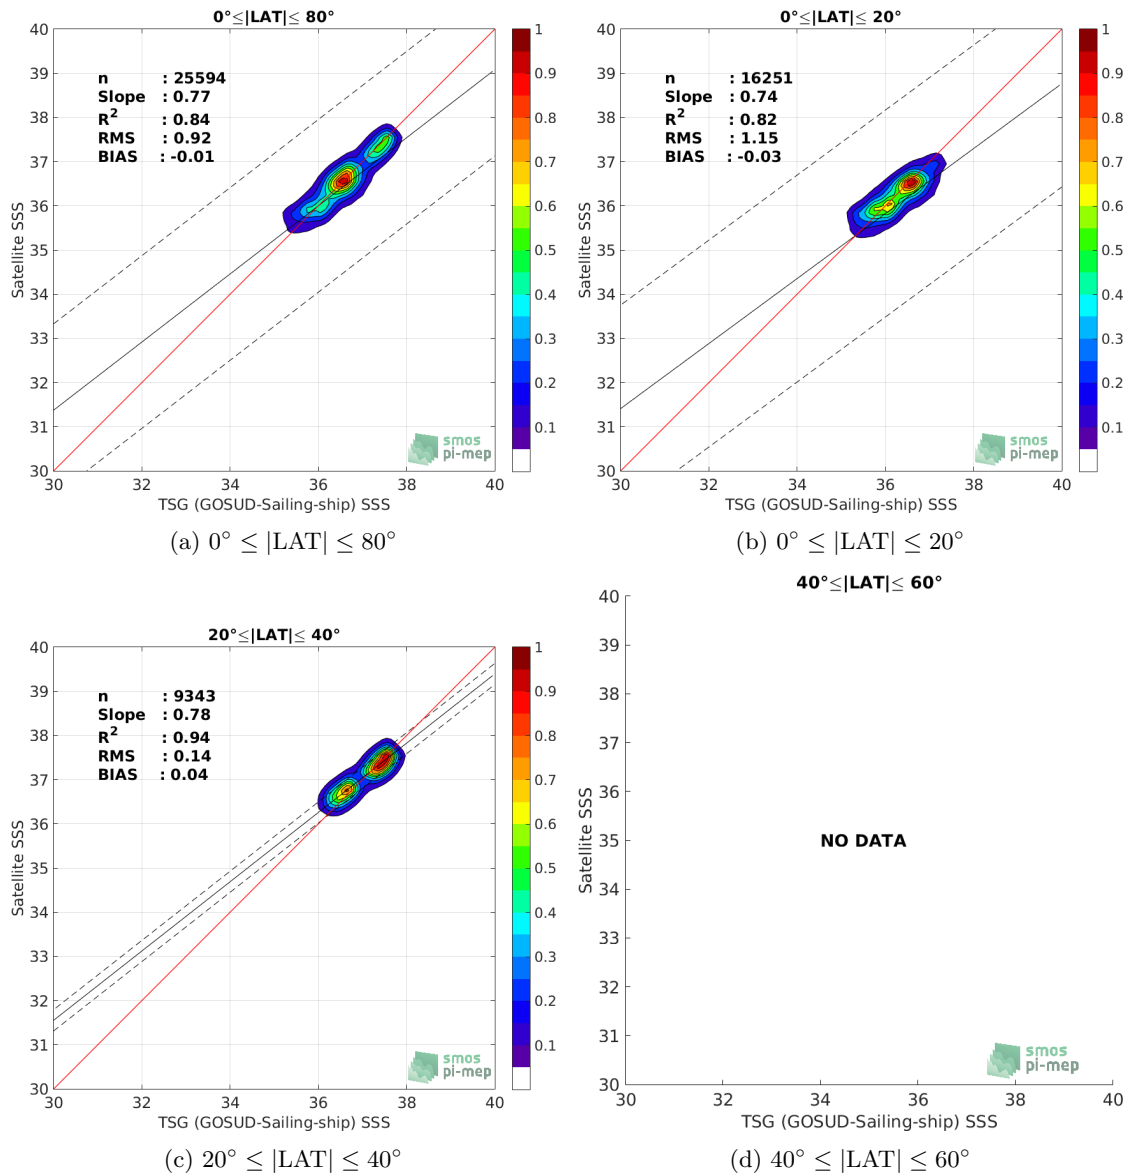 0°≤|LAT|≤ 80°
40
39
38
37
36
35
34
33
32
31
30
Satellite SSS
n : 25594
Slope : 0.77
R² : 0.84
RMS : 0.92
BIAS : -0.01
smos
pi-mep
30 32 34 36 38 40
TSG (GOSUD-Sailing-ship) SSS
1
0.9
0.8
0.7
0.6
0.5
0.4
0.3
0.2
0.1
(a) 0° ≤ |LAT| ≤ 80°
0°≤|LAT|≤ 20°
40
39
38
37
36
35
34
33
32
31
30
Satellite SSS
n : 16251
Slope : 0.74
R² : 0.82
RMS : 1.15
BIAS : -0.03
smos
pi-mep
30 32 34 36 38 40
TSG (GOSUD-Sailing-ship) SSS
1
0.9
0.8
0.7
0.6
0.5
0.4
0.3
0.2
0.1
(b) 0° ≤ |LAT| ≤ 20°
20°≤|LAT|≤ 40°
40
39
38
37
36
35
34
33
32
31
30
Satellite SSS
n : 9343
Slope : 0.78
R² : 0.94
RMS : 0.14
BIAS : 0.04
smos
pi-mep
30 32 34 36 38 40
TSG (GOSUD-Sailing-ship) SSS
1
0.9
0.8
0.7
0.6
0.5
0.4
0.3
0.2
0.1
(c) 20° ≤ |LAT| ≤ 40°
40°≤|LAT|≤ 60°
40
39
38
37
36
35
34
33
32
31
30
Satellite SSS
NO DATA
smos
pi-mep
30 32 34 36 38 40
TSG (GOSUD-Sailing-ship) SSS
(d) 40° ≤ |LAT| ≤ 60°